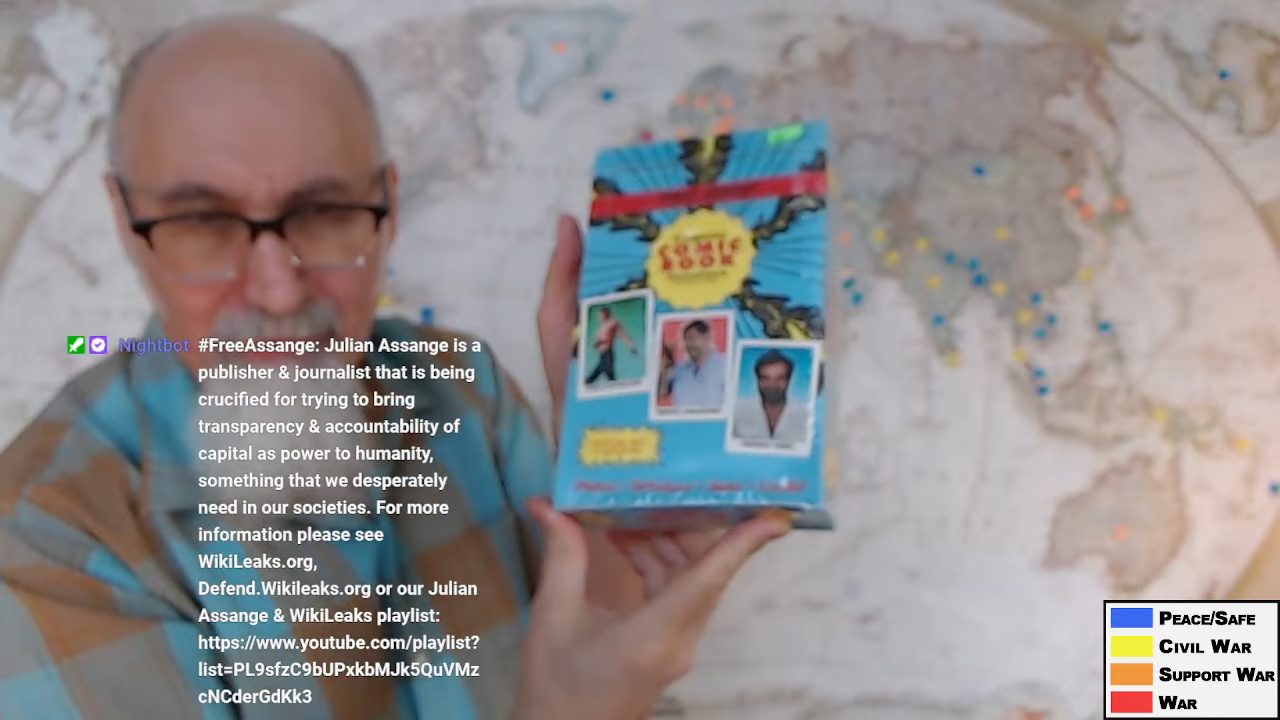 COMIC
BOOK
Nightbot #FreeAssange: Julian Assange is a
publisher & journalist that is being
crucified for trying to bring
transparency & accountability of
capital as power to humanity,
something that we desperately
need in our societies. For more
information please see
WikiLeaks.org,
Defend.Wikileaks.org or our Julian
Assange & WikiLeaks playlist:
https://www.youtube.com/playlist?
list=PL9sfzC9bUPxkbMJk5QuVMz
cNCderGdKk3
Peace/Safe
Civil War
Support War
War